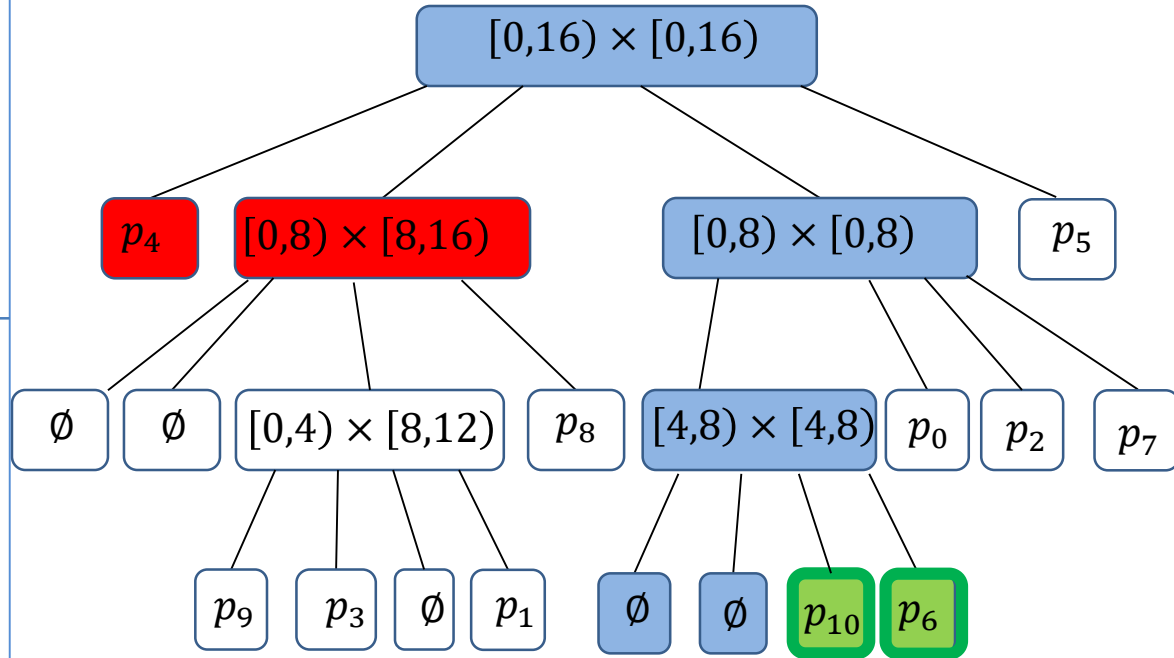 [0,16) × [0,16)
p₄ [0,8) × [8,16) [0,8) × [0,8) p₅
∅ ∅ [0,4) × [8,12) p₈ [4,8) × [4,8) p₀ p₂ p₇
p₉ p₃ ∅ p₁ ∅ ∅ p₁₀ p₆